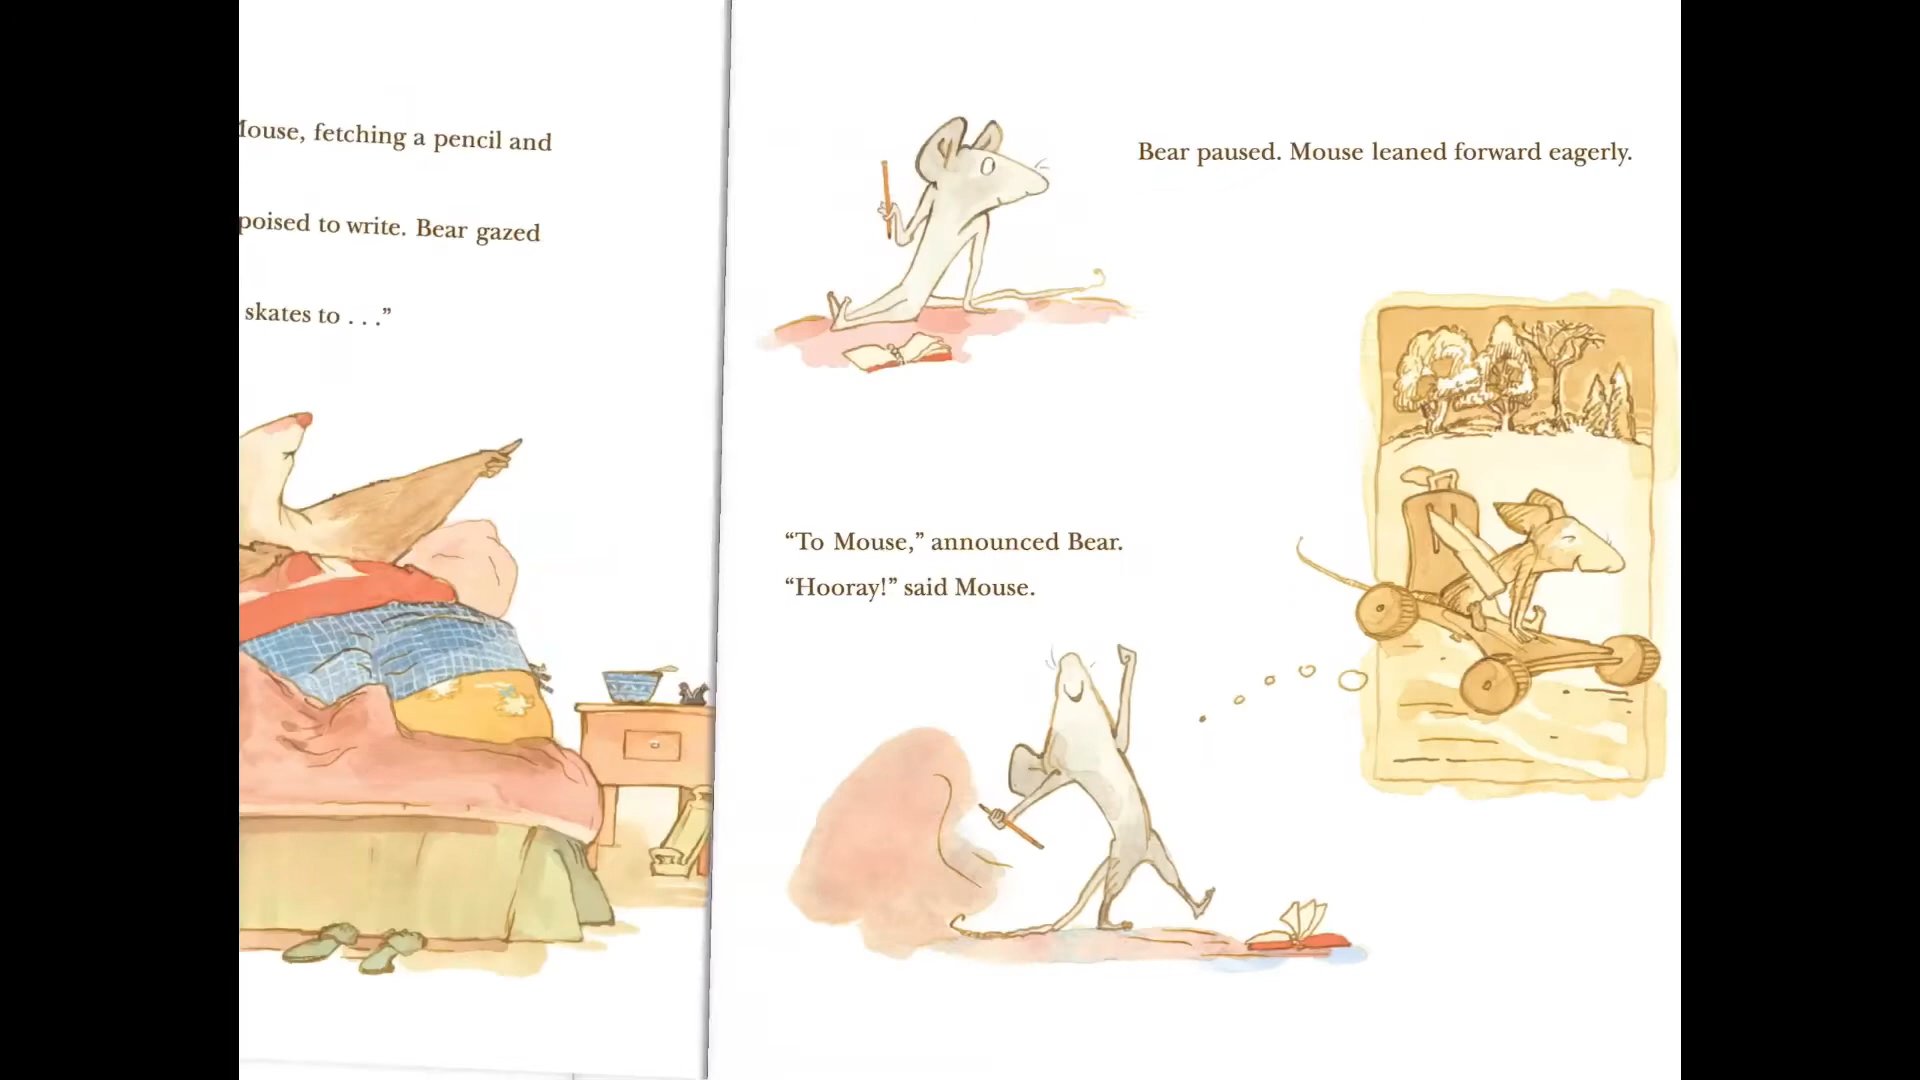 Mouse, fetching a pencil and
poised to write. Bear gazed
skates to . . .”
Bear paused. Mouse leaned forward eagerly.
“To Mouse,” announced Bear.
“Hooray!” said Mouse.